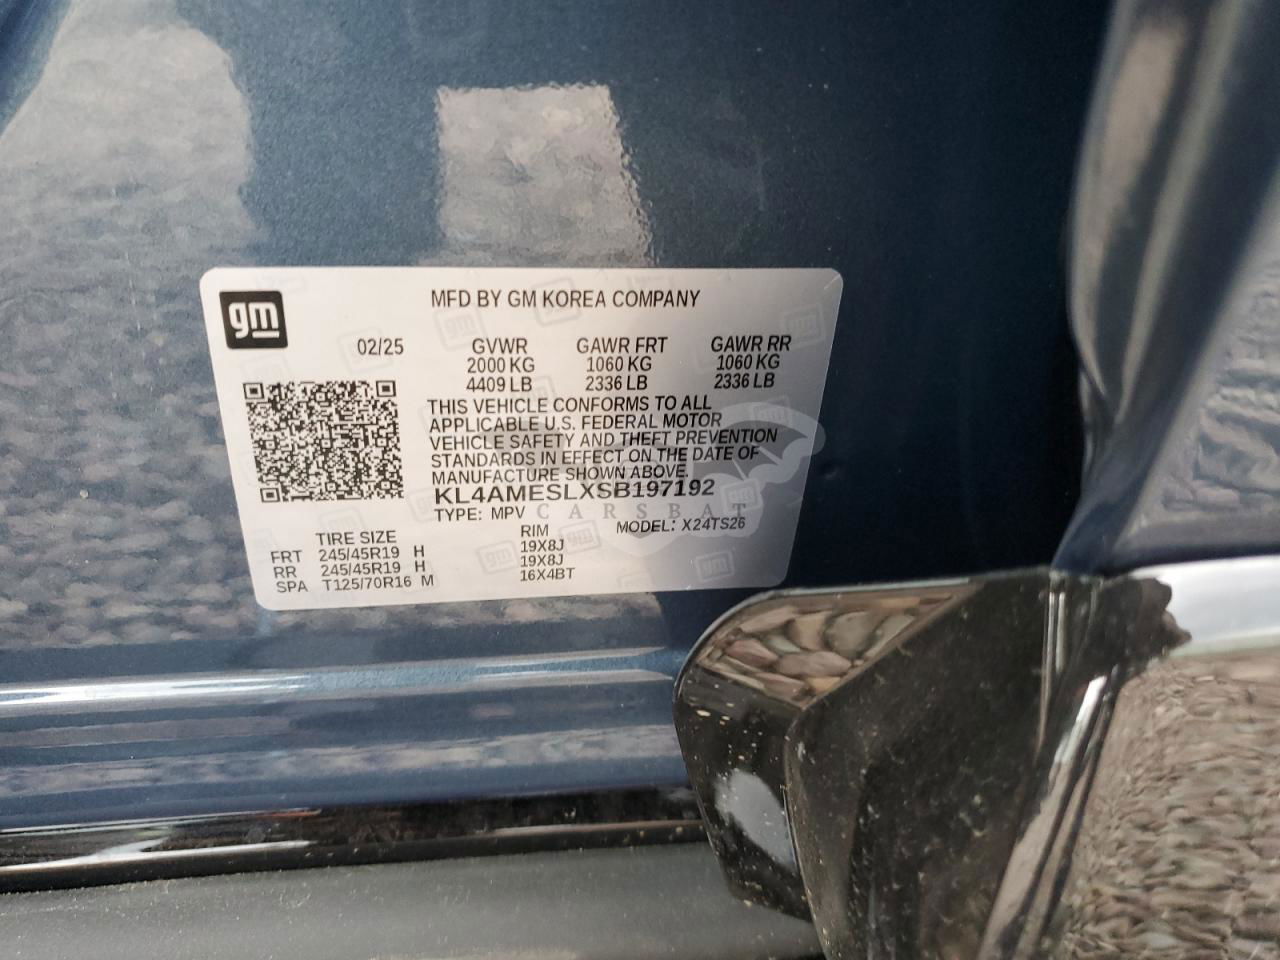 gm
MFD BY GM KOREA COMPANY
02/25 GVWR GAWR FRT GAWR RR
2000 KG 1060 KG 1060 KG
4409 LB 2336 LB 2336 LB
THIS VEHICLE CONFORMS TO ALL
APPLICABLE U.S. FEDERAL MOTOR
VEHICLE SAFETY AND THEFT PREVENTION
STANDARDS IN EFFECT ON THE DATE OF
MANUFACTURE SHOWN ABOVE.
KL4AMESLXSB197192
TYPE: MPV MODEL: X24TS26
CARSBAT
TIRE SIZE RIM
FRT 245/45R19 H 19X8J
RR 245/45R19 H 19X8J
SPA T125/70R16 M 16X4BT